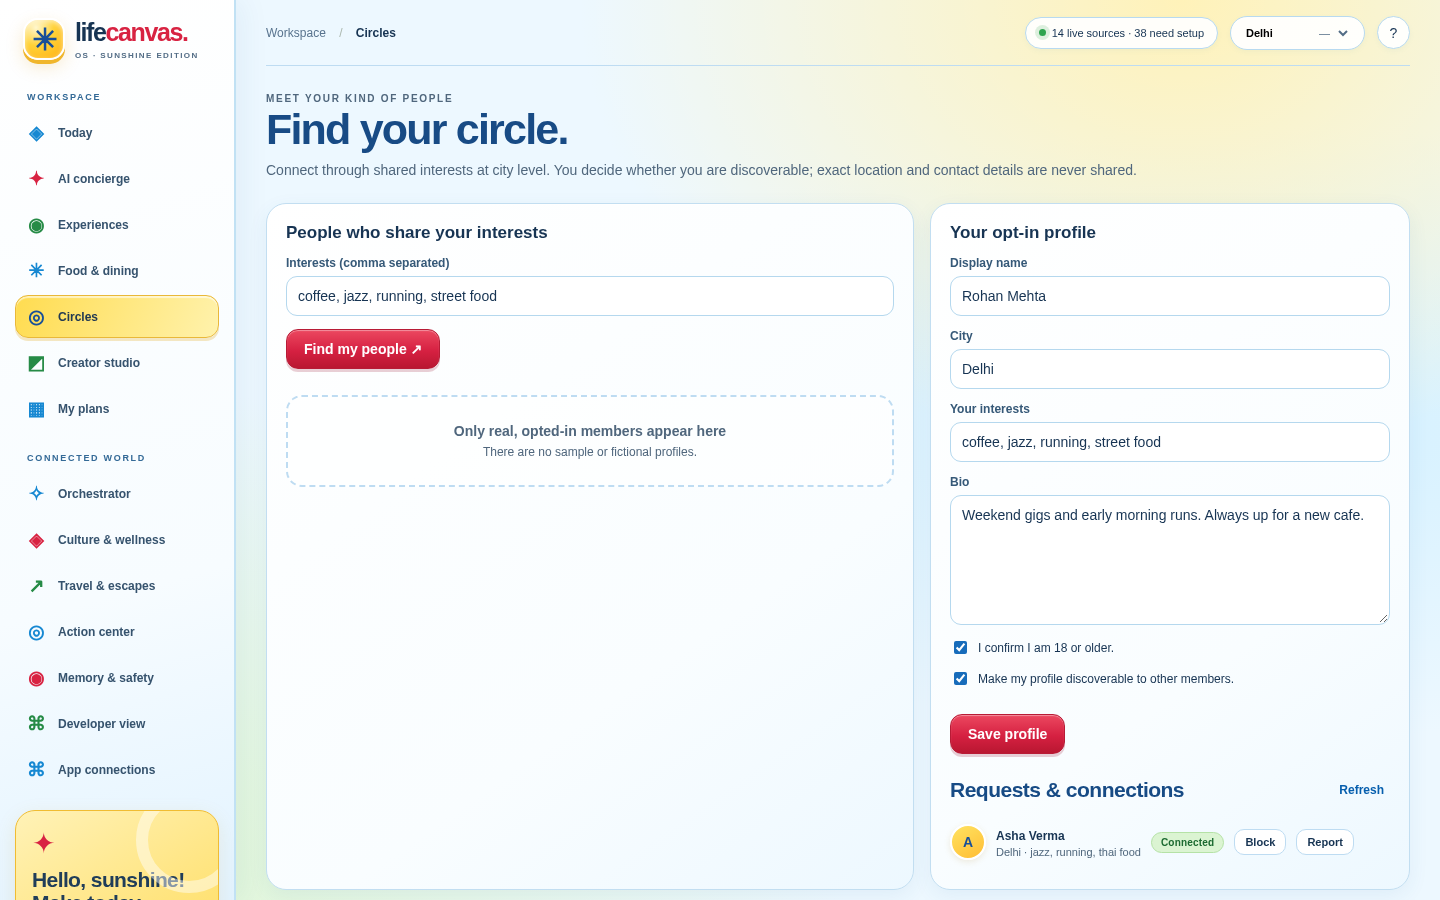 lifecanvas.
OS · SUNSHINE EDITION
WORKSPACE
Today
AI concierge
Experiences
Food & dining
Circles
Creator studio
My plans
CONNECTED WORLD
Orchestrator
Culture & wellness
Travel & escapes
Action center
Memory & safety
Developer view
App connections
Hello, sunshine!
Workspace / Circles
14 live sources · 38 need setup
Delhi —
?
MEET YOUR KIND OF PEOPLE
Find your circle.
Connect through shared interests at city level. You decide whether you are discoverable; exact location and contact details are never shared.
People who share your interests
Interests (comma separated)
coffee, jazz, running, street food
Find my people ↗
Only real, opted-in members appear here
There are no sample or fictional profiles.
Your opt-in profile
Display name
Rohan Mehta
City
Delhi
Your interests
coffee, jazz, running, street food
Bio
Weekend gigs and early morning runs. Always up for a new cafe.
I confirm I am 18 or older.
Make my profile discoverable to other members.
Save profile
Requests & connections
Refresh
A
Asha Verma
Delhi · jazz, running, thai food
Connected
Block
Report